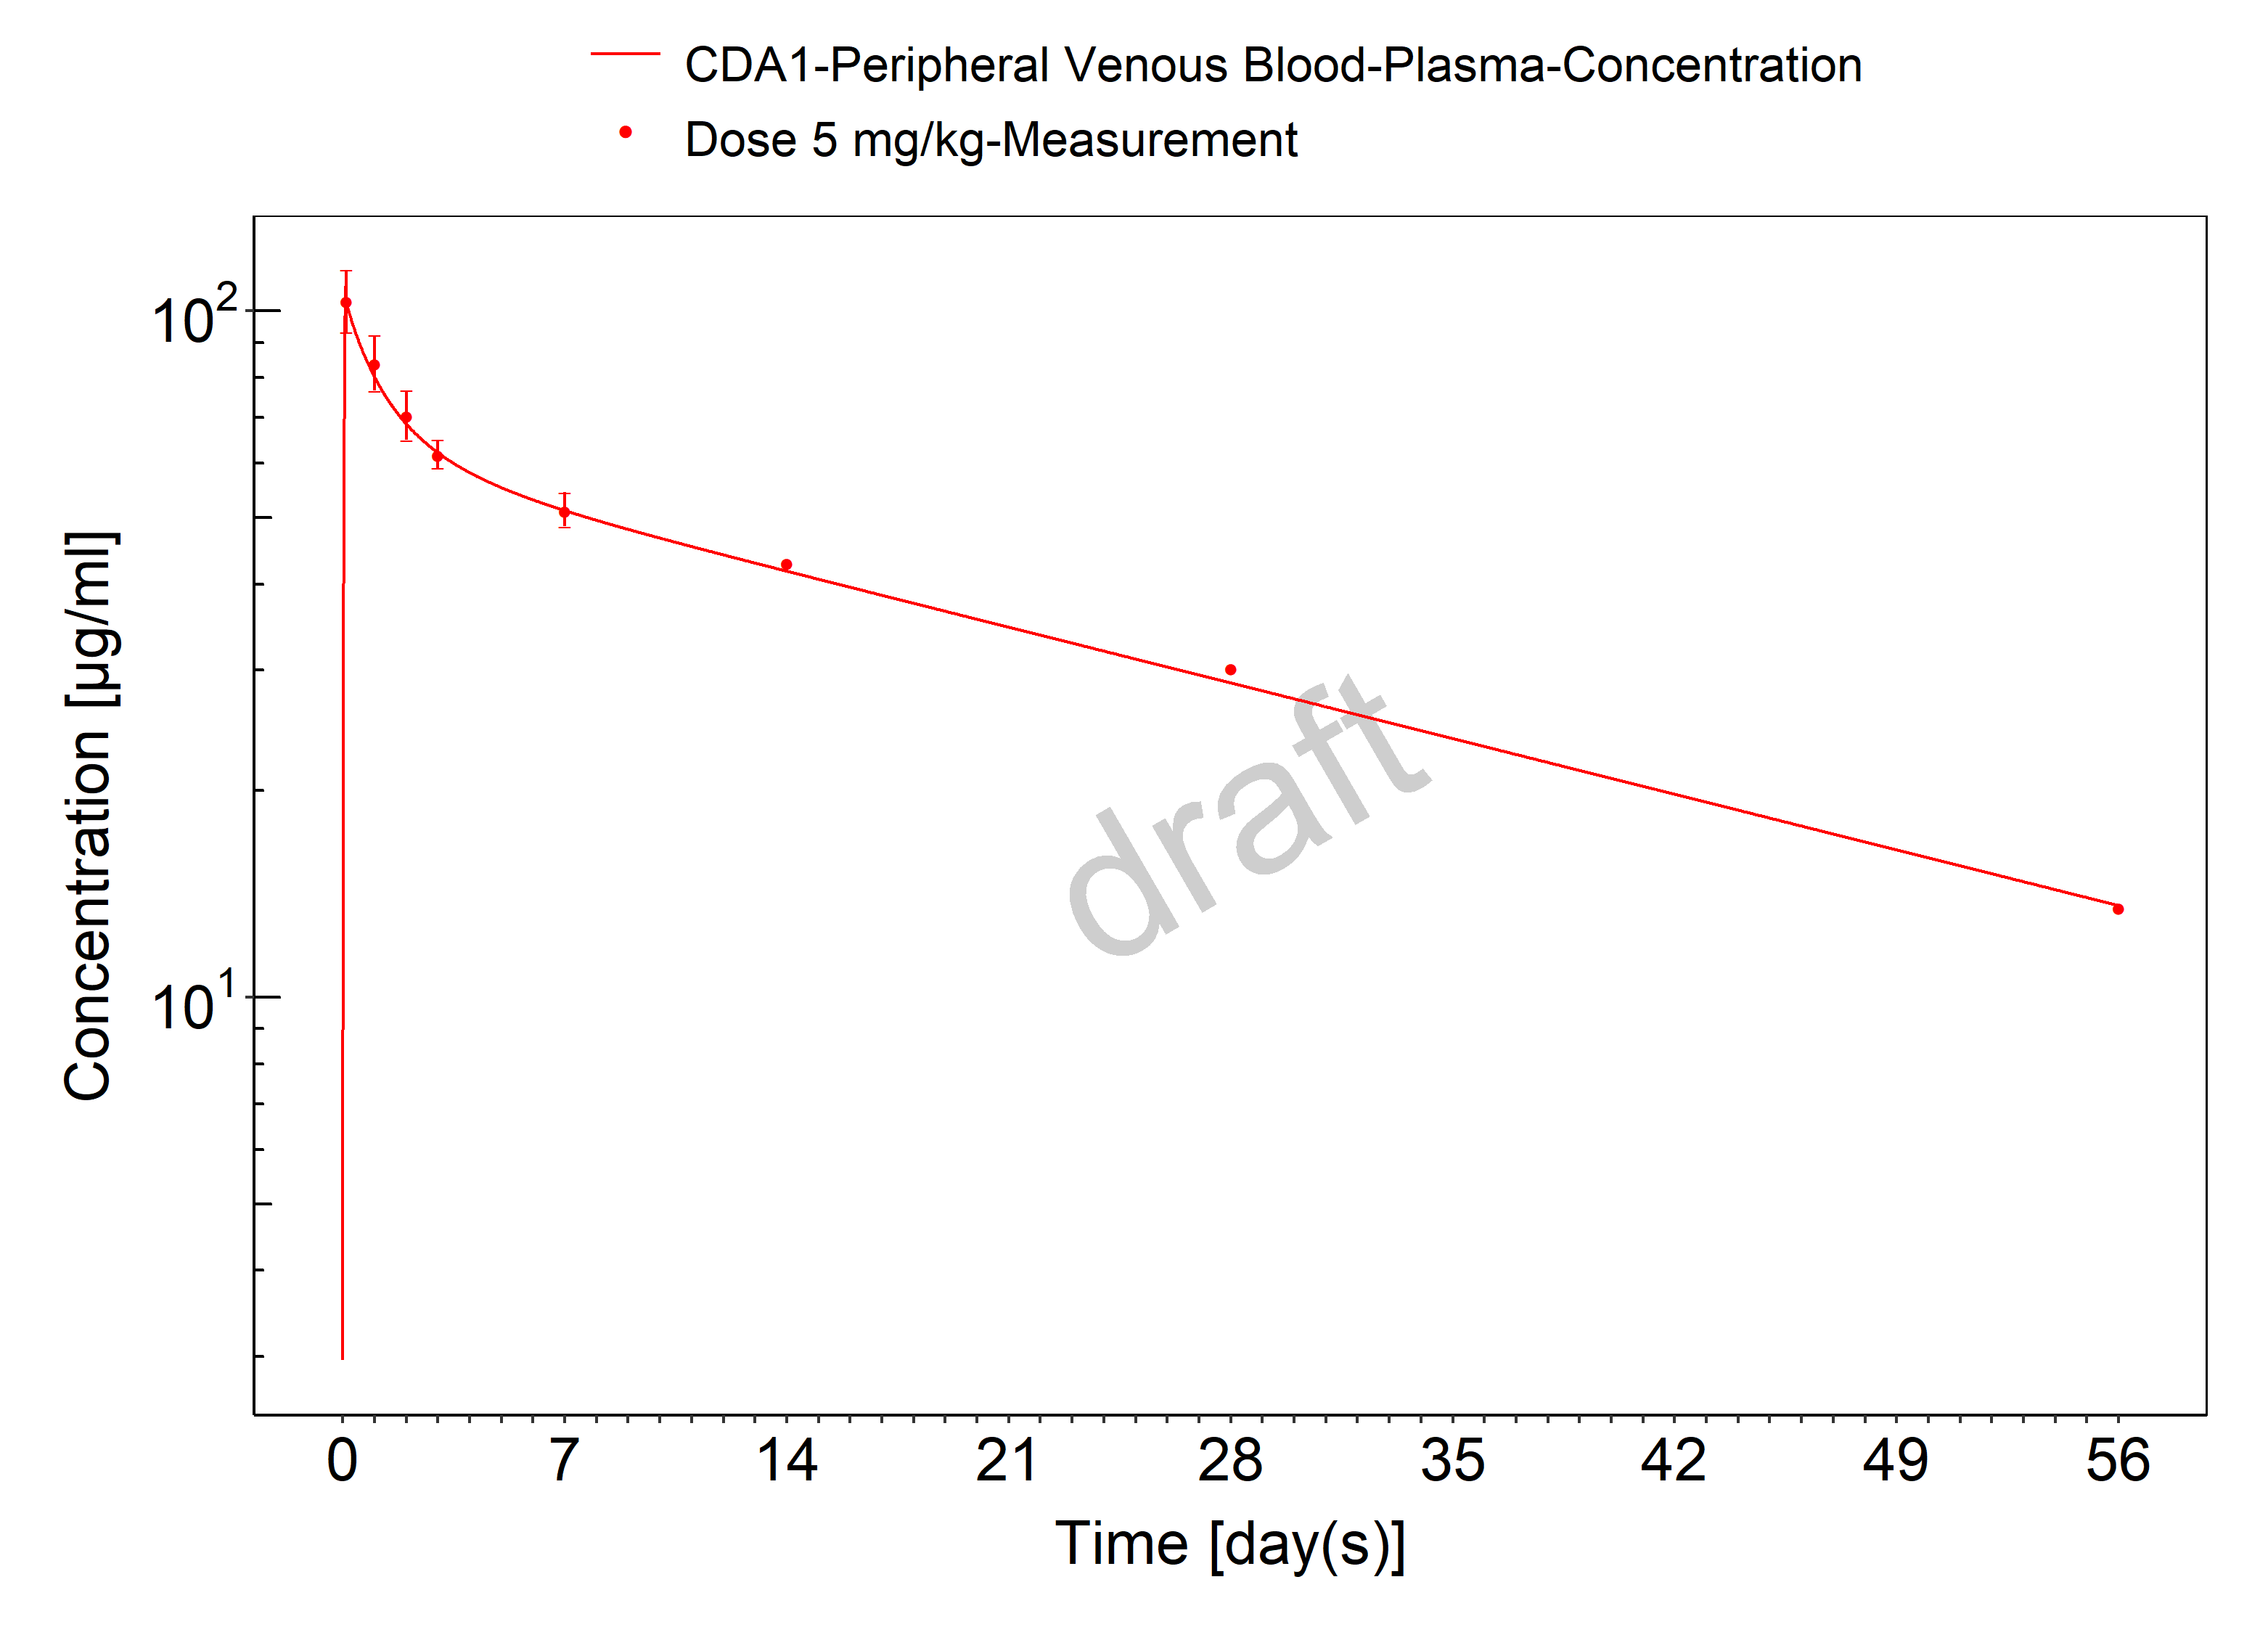 CDA1-Peripheral Venous Blood-Plasma-Concentration
Dose 5 mg/kg-Measurement
10²
10¹
Concentration [µg/ml]
draft
0 7 14 21 28 35 42 49 56
Time [day(s)]